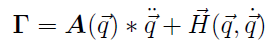 Γ = A(q⃗) * q⃗̈ + H⃗(q⃗, q⃗̇)